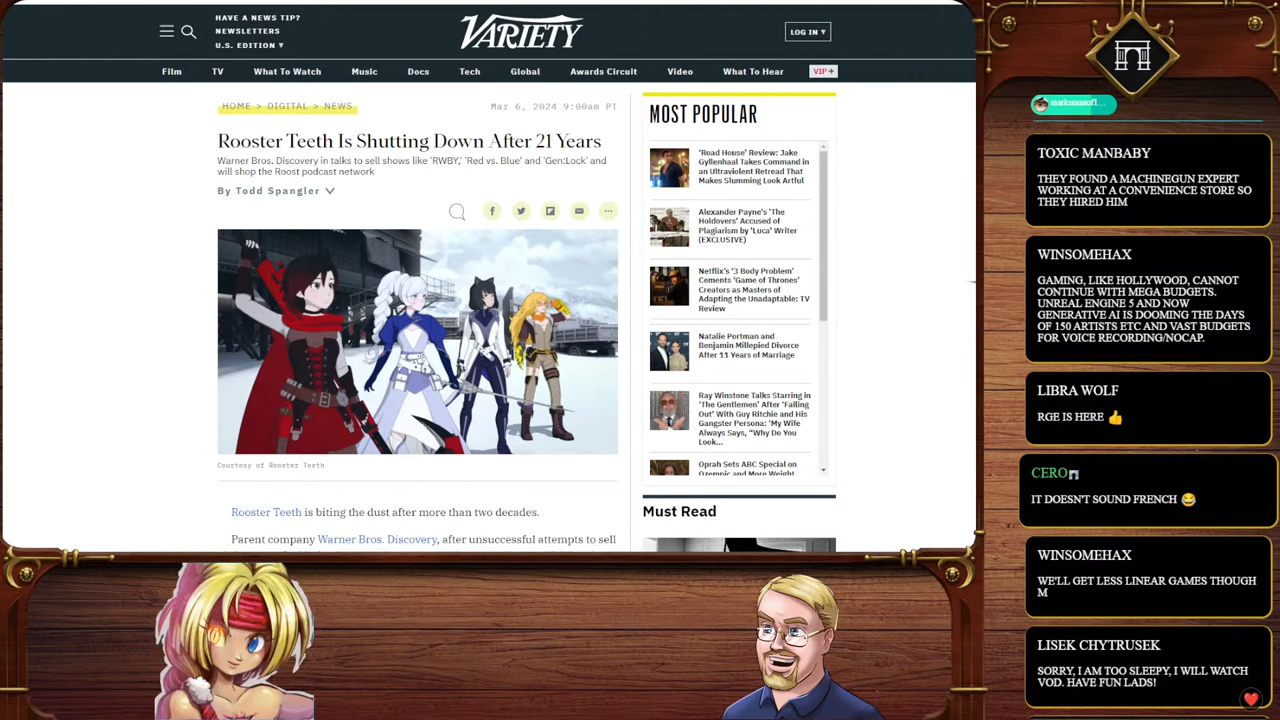 HAVE A NEWS TIP?
NEWSLETTERS
U.S. EDITION ▾
VARIETY
LOG IN ▾
Film TV What To Watch Music Docs Tech Global Awards Circuit Video What To Hear VIP+
HOME > DIGITAL > NEWS
Mar 6, 2024 9:00am PT
Rooster Teeth Is Shutting Down After 21 Years
Warner Bros. Discovery in talks to sell shows like 'RWBY,' 'Red vs. Blue' and 'Gen:Lock' and
will shop the Roost podcast network
By Todd Spangler
Courtesy of Rooster Teeth
Rooster Teeth is biting the dust after more than two decades.
Parent company Warner Bros. Discovery, after unsuccessful attempts to sell
MOST POPULAR
'Road House' Review: Jake
Gyllenhaal Takes Command in
an Ultraviolent Retread That
Makes Slumming Look Artful
Alexander Payne's 'The
Holdovers' Accused of
Plagiarism by 'Luca' Writer
(EXCLUSIVE)
Netflix's '3 Body Problem'
Cements 'Game of Thrones'
Creators as Masters of
Adapting the Unadaptable: TV
Review
Natalie Portman and
Benjamin Millepied Divorce
After 11 Years of Marriage
Ray Winstone Talks Starring in
'The Gentlemen' After 'Falling
Out' With Guy Ritchie and His
Gangster Persona: 'My Wife
Always Says, "Why Do You
Look...
Oprah Sets ABC Special on
Ozempic and More Weight
Must Read
marksmanof1...
TOXIC MANBABY
THEY FOUND A MACHINEGUN EXPERT
WORKING AT A CONVENIENCE STORE SO
THEY HIRED HIM
WINSOMEHAX
GAMING, LIKE HOLLYWOOD, CANNOT
CONTINUE WITH MEGA BUDGETS.
UNREAL ENGINE 5 AND NOW
GENERATIVE AI IS DOOMING THE DAYS
OF 150 ARTISTS ETC AND VAST BUDGETS
FOR VOICE RECORDING/NOCAP.
LIBRA WOLF
RGE IS HERE 👍
CERO
IT DOESN'T SOUND FRENCH 😂
WINSOMEHAX
WE'LL GET LESS LINEAR GAMES THOUGH
M
LISEK CHYTRUSEK
SORRY, I AM TOO SLEEPY, I WILL WATCH
VOD. HAVE FUN LADS!